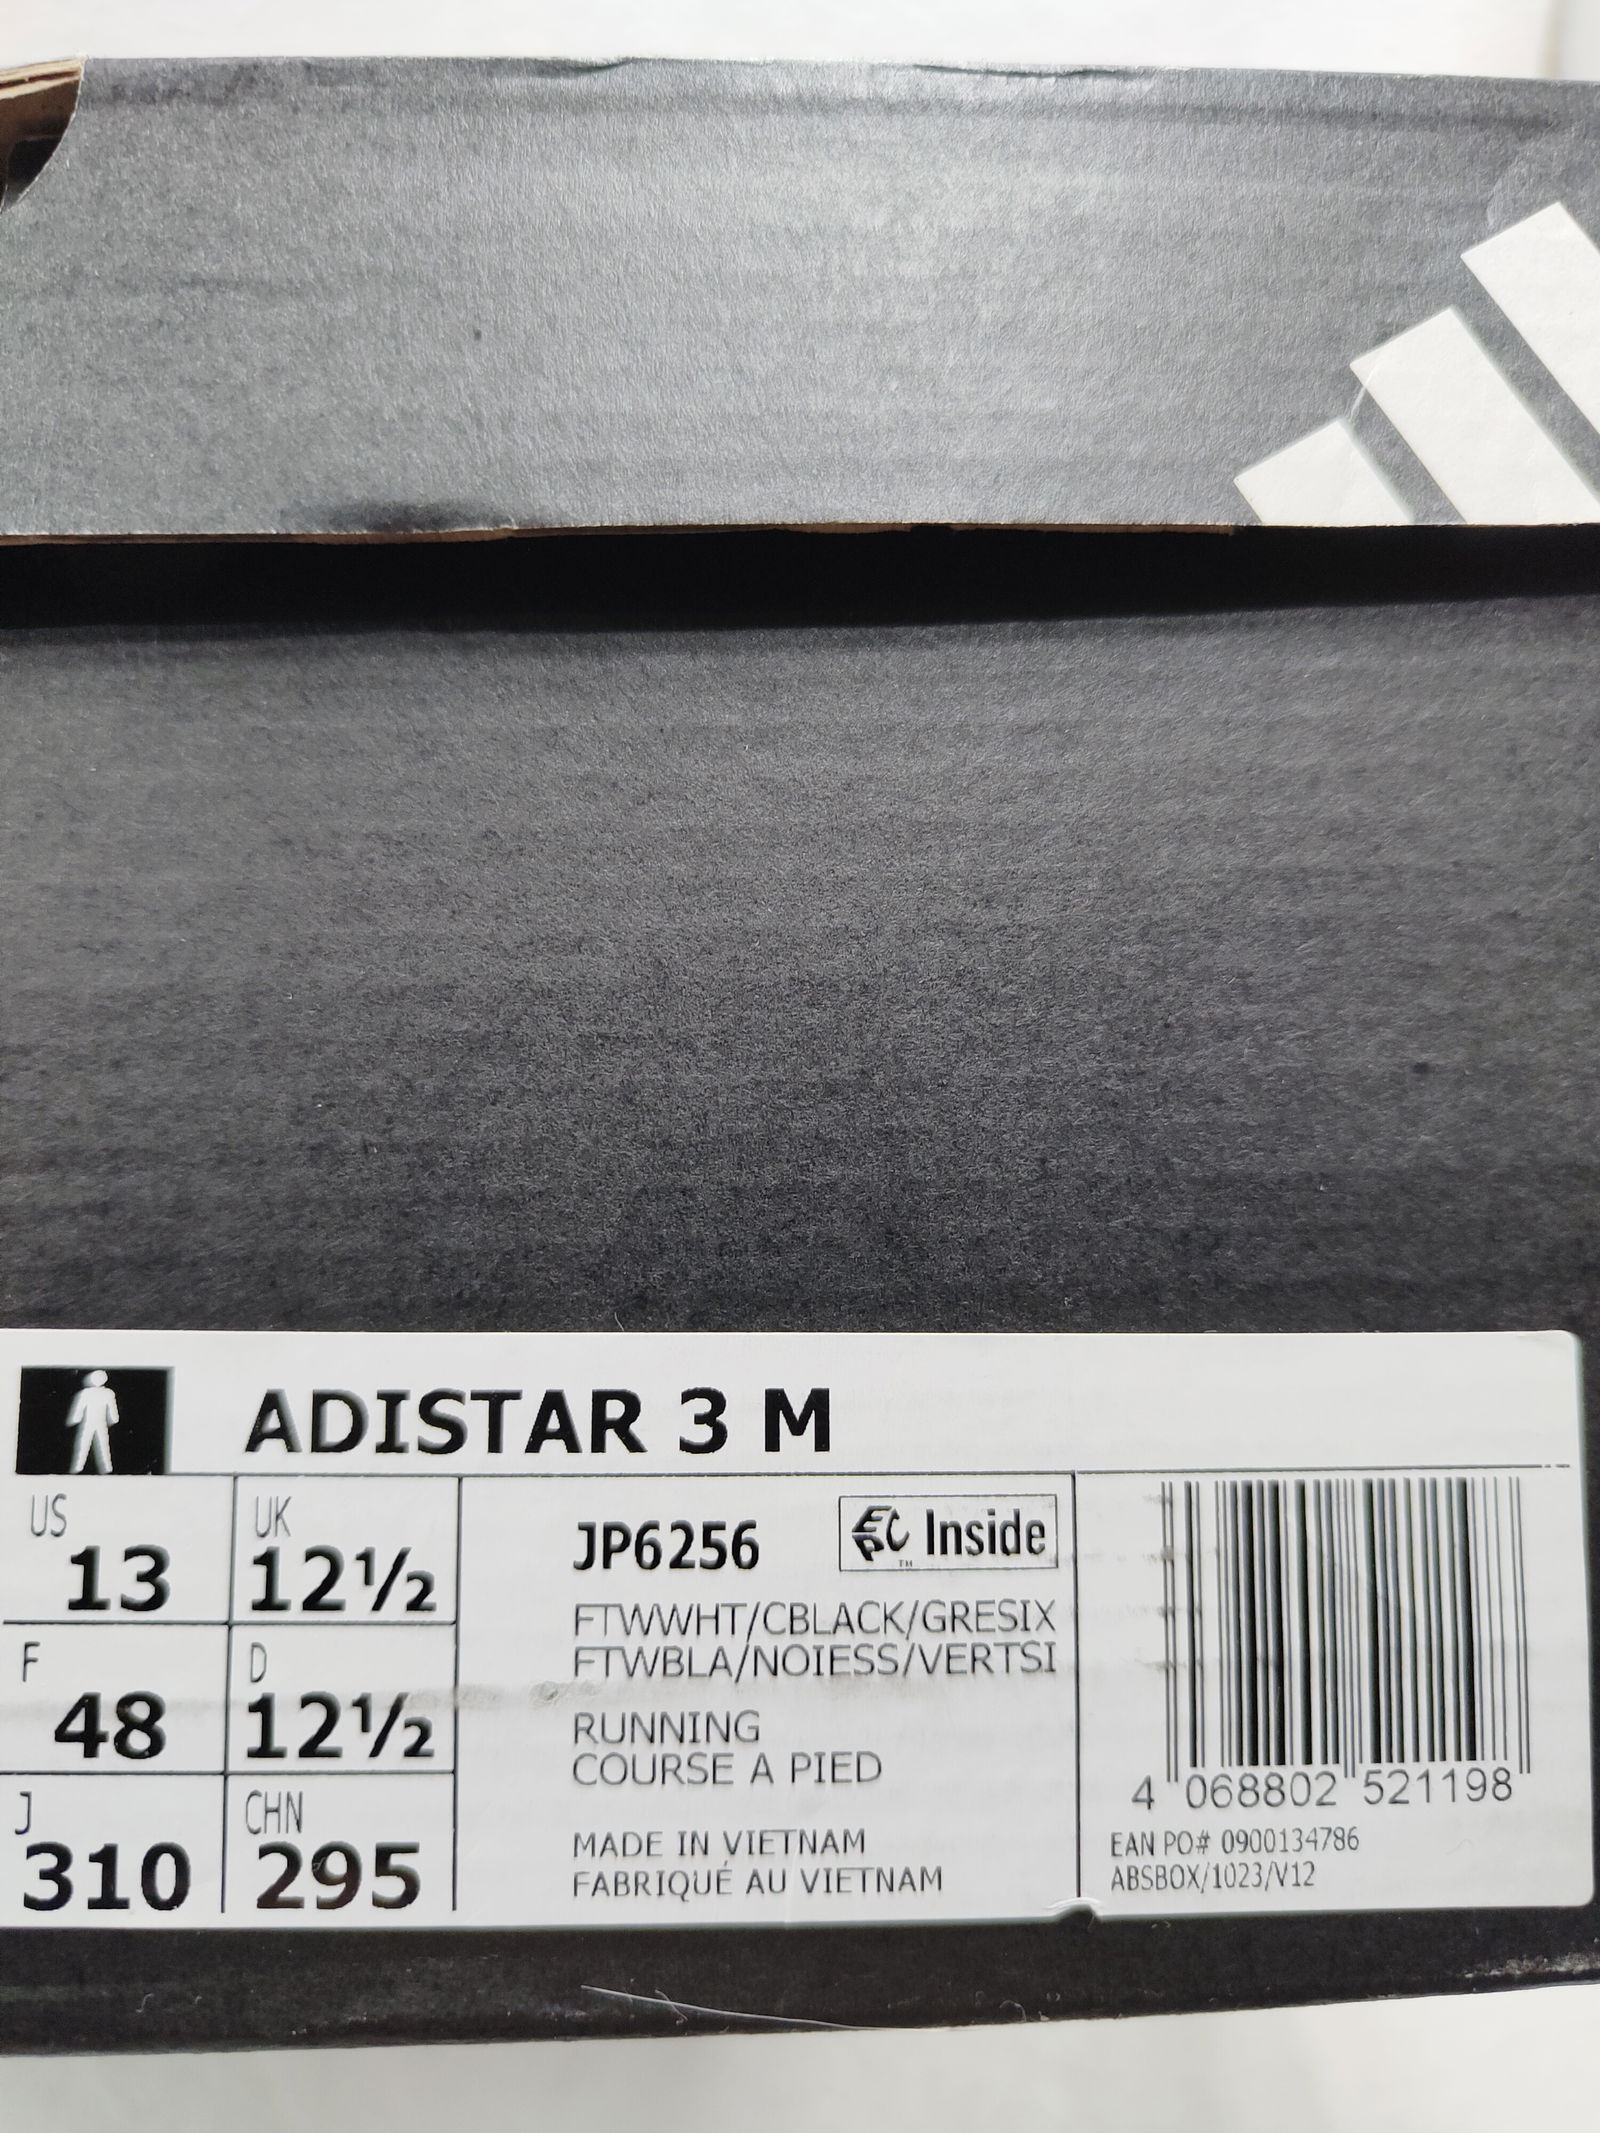 ADISTAR 3 M
US
13
UK
12½
F
48
D
12½
J
310
CHN
295
JP6256
EPC Inside
TM
FTWWHT/CBLACK/GRESIX
FTWBLA/NOIESS/VERTSI
RUNNING
COURSE A PIED
MADE IN VIETNAM
FABRIQUÉ AU VIETNAM
4 068802 521198
EAN PO# 0900134786
ABSBOX/1023/V12